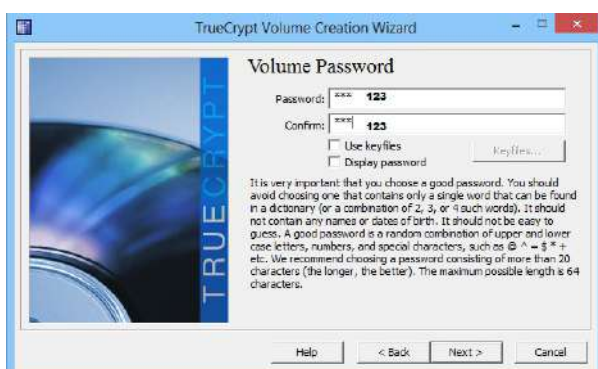 TrueCrypt Volume Creation Wizard
TRUECRYPT
Volume Password
Password: *** 123
Confirm: *** 123
Use keyfiles
Keyfiles...
Display password
It is very important that you choose a good password. You should
avoid choosing one that contains only a single word that can be found
in a dictionary (or a combination of 2, 3, or 4 such words). It should
not contain any names or dates of birth. It should not be easy to
guess. A good password is a random combination of upper and lower
case letters, numbers, and special characters, such as @ ^ = $ * +
etc. We recommend choosing a password consisting of more than 20
characters (the longer, the better). The maximum possible length is 64
characters.
Help
< Back
Next >
Cancel